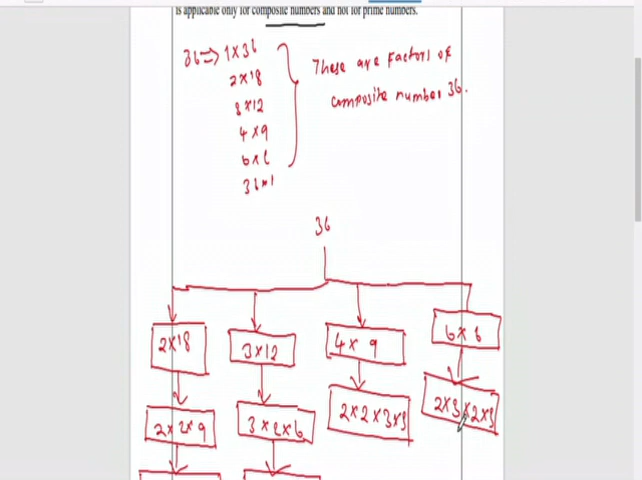 is applicable only for composite numbers and not for prime numbers.
36 ⇒ 1 x 36
2 x 18
3 x 12
4 x 9
6 x 6
36 x 1
These are factors of
composite number 36.
36
2 x 18
3 x 12
4 x 9
6 x 6
2 x 2 x 9
3 x 2 x 6
2 x 2 x 3 x 3
2 x 3 x 2 x 3